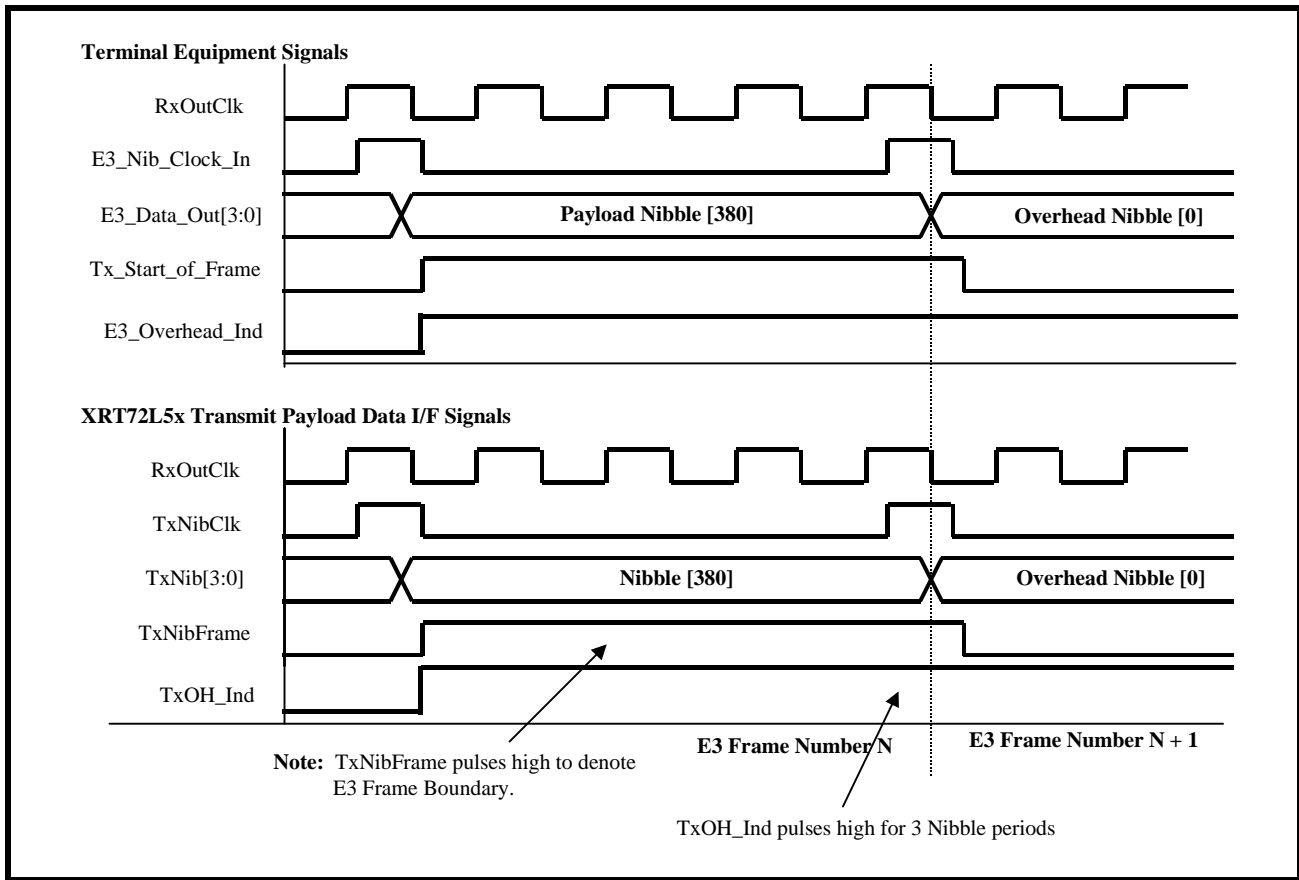 Terminal Equipment Signals
RxOutClk
E3_Nib_Clock_In
E3_Data_Out[3:0]
Payload Nibble [380]
Overhead Nibble [0]
Tx_Start_of_Frame
E3_Overhead_Ind
XRT72L5x Transmit Payload Data I/F Signals
RxOutClk
TxNibClk
TxNib[3:0]
Nibble [380]
Overhead Nibble [0]
TxNibFrame
TxOH_Ind
E3 Frame Number N
E3 Frame Number N + 1
Note: TxNibFrame pulses high to denote
E3 Frame Boundary.
TxOH_Ind pulses high for 3 Nibble periods